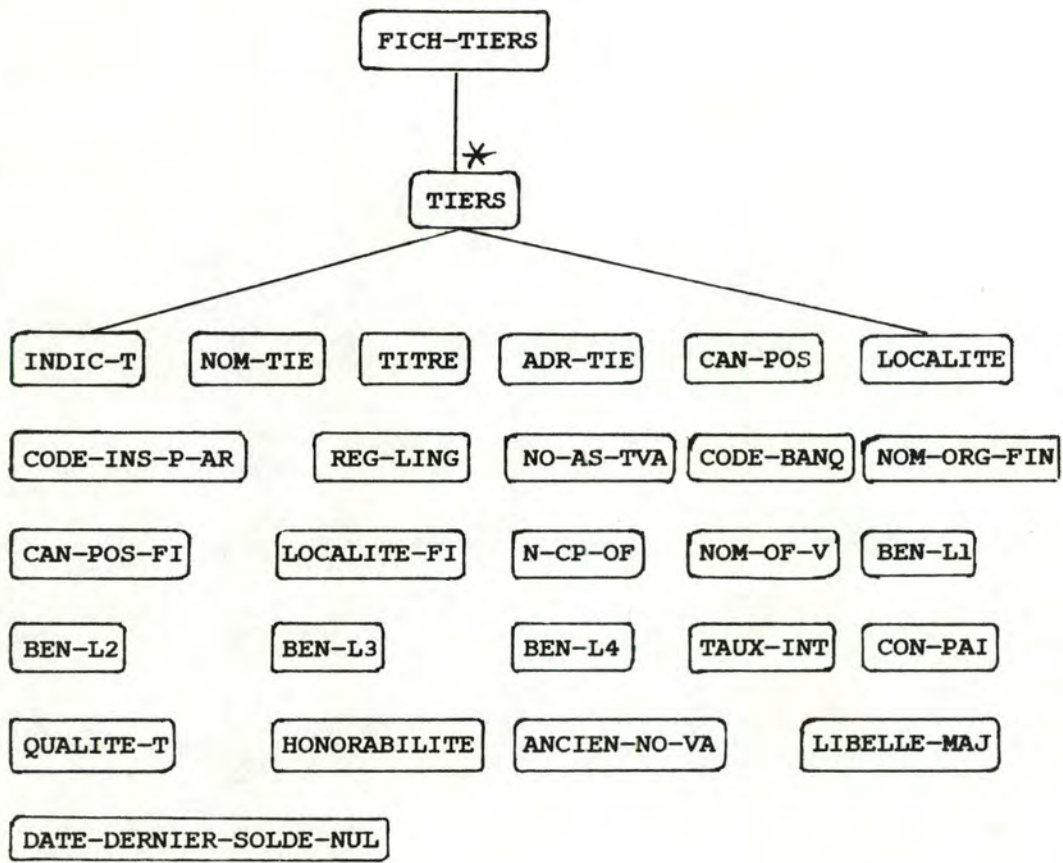 FICH-TIERS
*
TIERS
INDIC-T NOM-TIE TITRE ADR-TIE CAN-POS LOCALITE
CODE-INS-P-AR REG-LING NO-AS-TVA CODE-BANQ NOM-ORG-FIN
CAN-POS-FI LOCALITE-FI N-CP-OF NOM-OF-V BEN-L1
BEN-L2 BEN-L3 BEN-L4 TAUX-INT CON-PAI
QUALITE-T HONORABILITE ANCIEN-NO-VA LIBELLE-MAJ
DATE-DERNIER-SOLDE-NUL